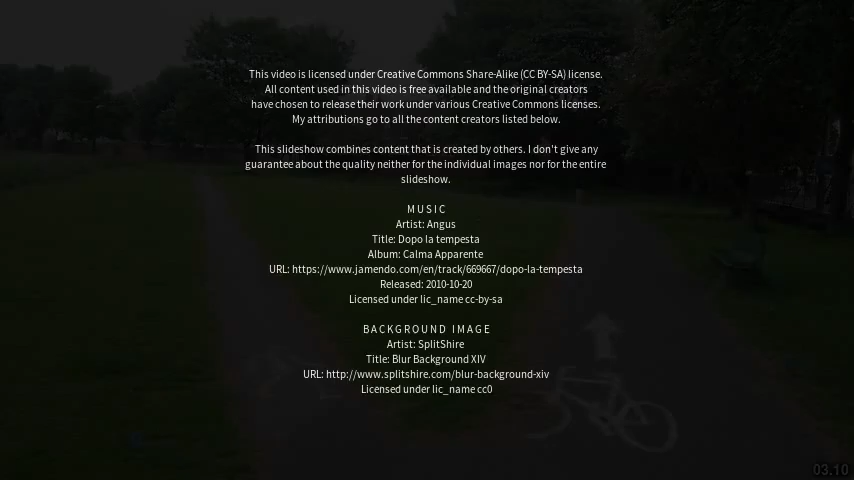 This video is licensed under Creative Commons Share-Alike (CC BY-SA) license.
All content used in this video is free available and the original creators
have chosen to release their work under various Creative Commons licenses.
My attributions go to all the content creators listed below.
This slideshow combines content that is created by others. I don't give any
guarantee about the quality neither for the individual images nor for the entire
slideshow.
MUSIC
Artist: Angus
Title: Dopo la tempesta
Album: Calma Apparente
URL: https://www.jamendo.com/en/track/669667/dopo-la-tempesta
Released: 2010-10-20
Licensed under lic_name cc-by-sa
BACKGROUND IMAGE
Artist: SplitShire
Title: Blur Background XIV
URL: http://www.splitshire.com/blur-background-xiv
Licensed under lic_name cc0
03.10